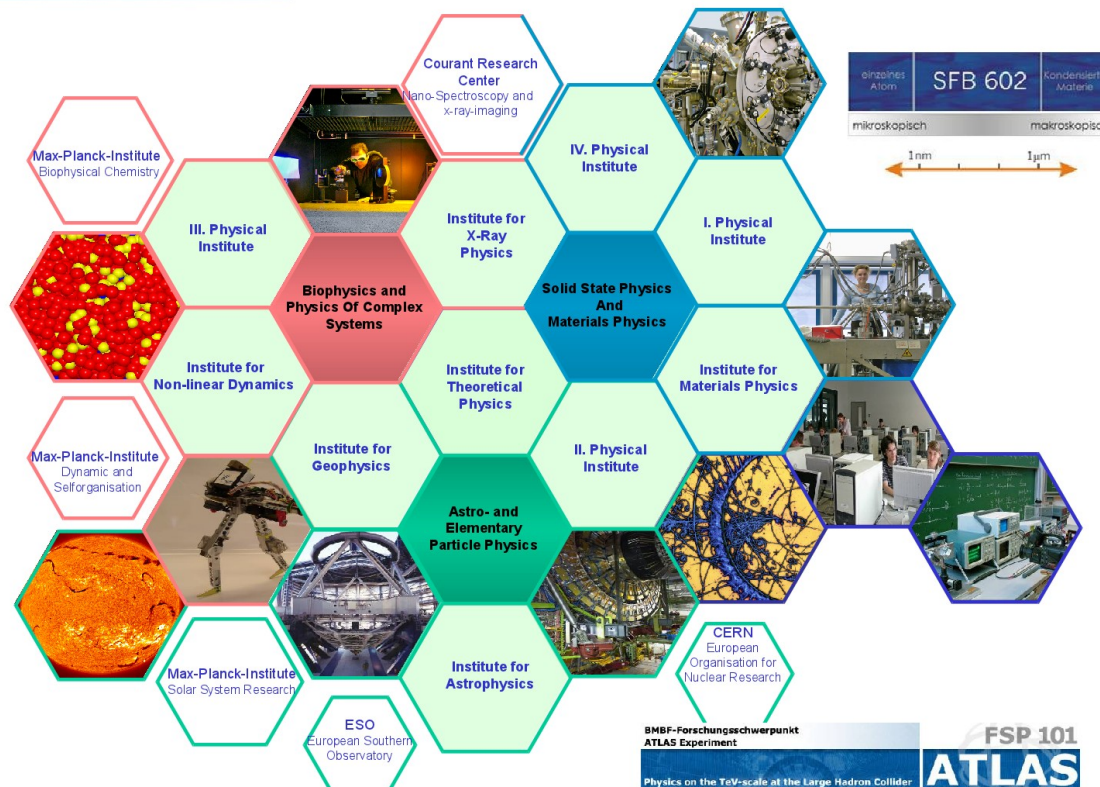 Courant Research
Center
Nano-Spectroscopy and
x-ray-imaging
einzelnes
Atom
SFB 602
Kondensiert
Materie
mikroskopisch
makroskopisch
1nm
1μm
Max-Planck-Institute
Biophysical Chemistry
IV. Physical
Institute
III. Physical
Institute
Institute for
X-Ray
Physics
I. Physical
Institute
Biophysics and
Physics Of Complex
Systems
Solid State Physics
And
Materials Physics
Institute for
Non-linear Dynamics
Institute for
Theoretical
Physics
Institute for
Materials Physics
Max-Planck-Institute
Dynamic and
Selforganisation
Institute for
Geophysics
II. Physical
Institute
Astro- and
Elementary
Particle Physics
Max-Planck-Institute
Solar System Research
Institute for
Astrophysics
CERN
European
Organisation for
Nuclear Research
ESO
European Southern
Observatory
BMBF-Forschungsschwerpunkt
ATLAS Experiment
FSP 101
Physics on the TeV-scale at the Large Hadron Collider
ATLAS